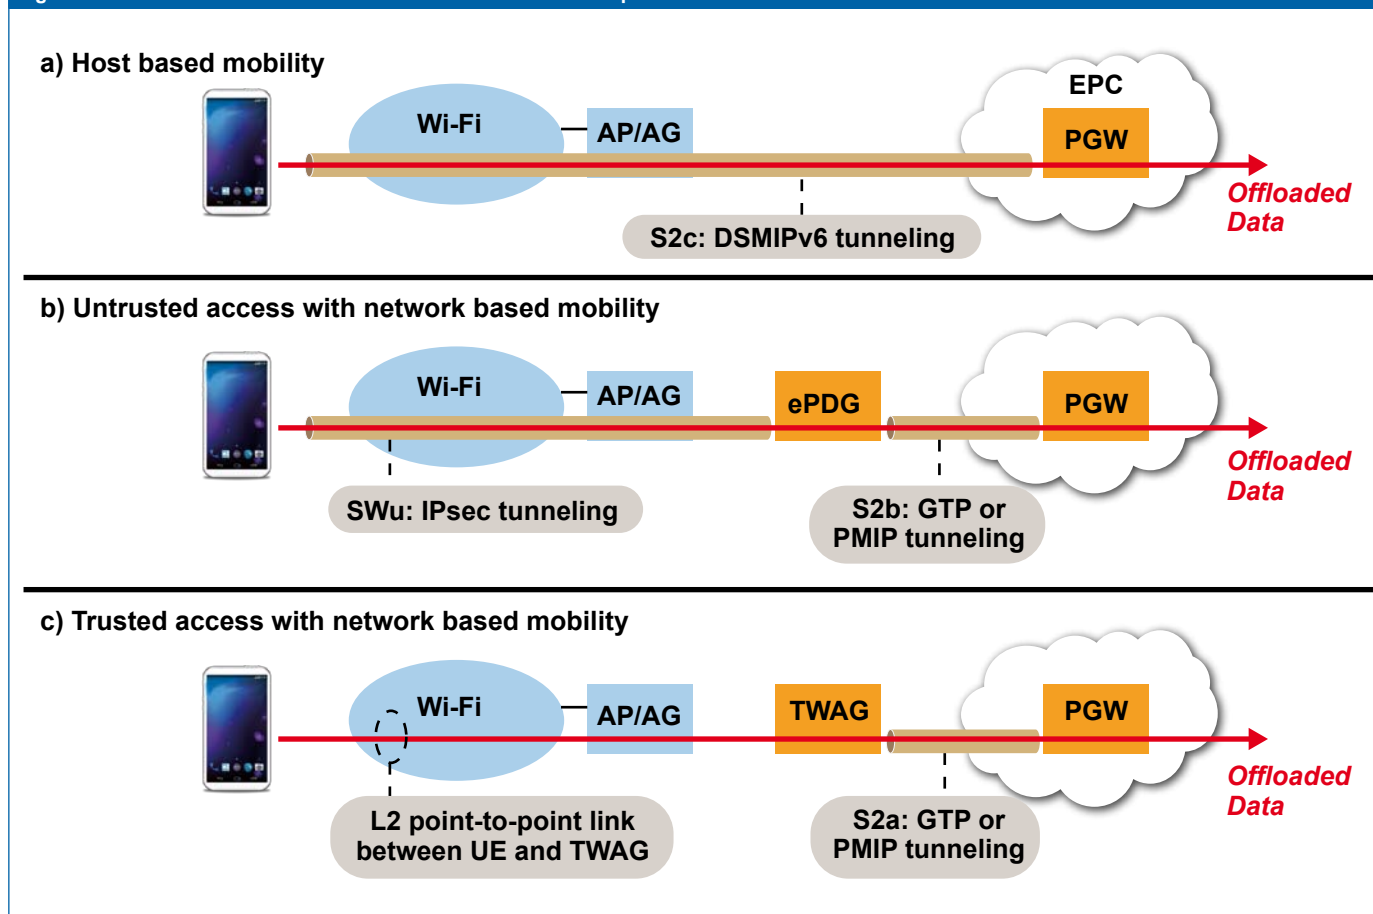 a) Host based mobility
EPC
Wi-Fi
AP/AG
PGW
Offloaded
Data
S2c: DSMIPv6 tunneling
b) Untrusted access with network based mobility
Wi-Fi
AP/AG
ePDG
PGW
Offloaded
Data
SWu: IPsec tunneling
S2b: GTP or
PMIP tunneling
c) Trusted access with network based mobility
Wi-Fi
AP/AG
TWAG
PGW
Offloaded
Data
L2 point-to-point link
between UE and TWAG
S2a: GTP or
PMIP tunneling